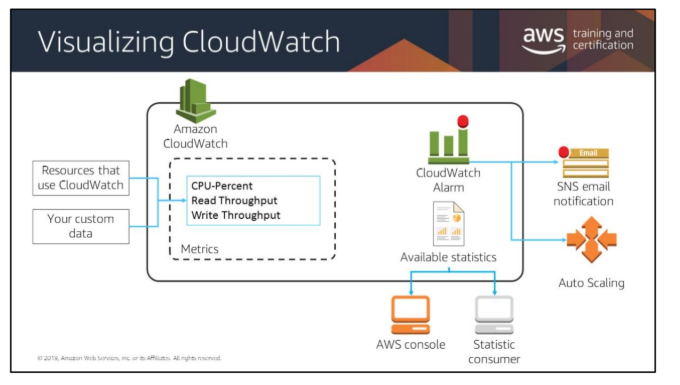 Visualizing CloudWatch
aws training and
certification
Amazon
CloudWatch
Resources that
use CloudWatch
Your custom
data
CPU-Percent
Read Throughput
Write Throughput
Metrics
CloudWatch
Alarm
Available statistics
Email
SNS email
notification
Auto Scaling
AWS console
Statistic
consumer
© 2019, Amazon Web Services, Inc. or its Affiliates. All rights reserved.